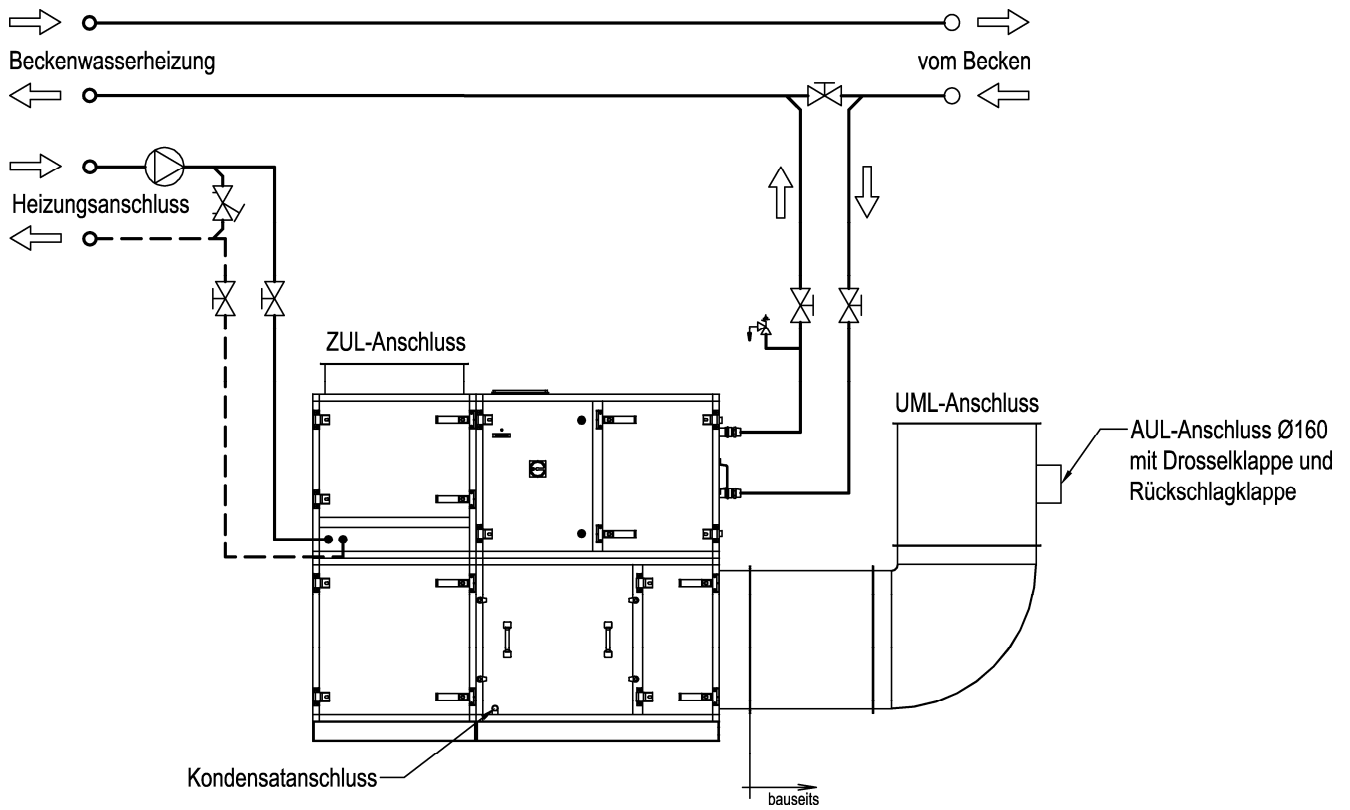 Beckenwasserheizung
vom Becken
Heizungsanschluss
ZUL-Anschluss
UML-Anschluss
AUL-Anschluss Ø160
mit Drosselklappe und
Rückschlagklappe
Kondensatanschluss
bauseits